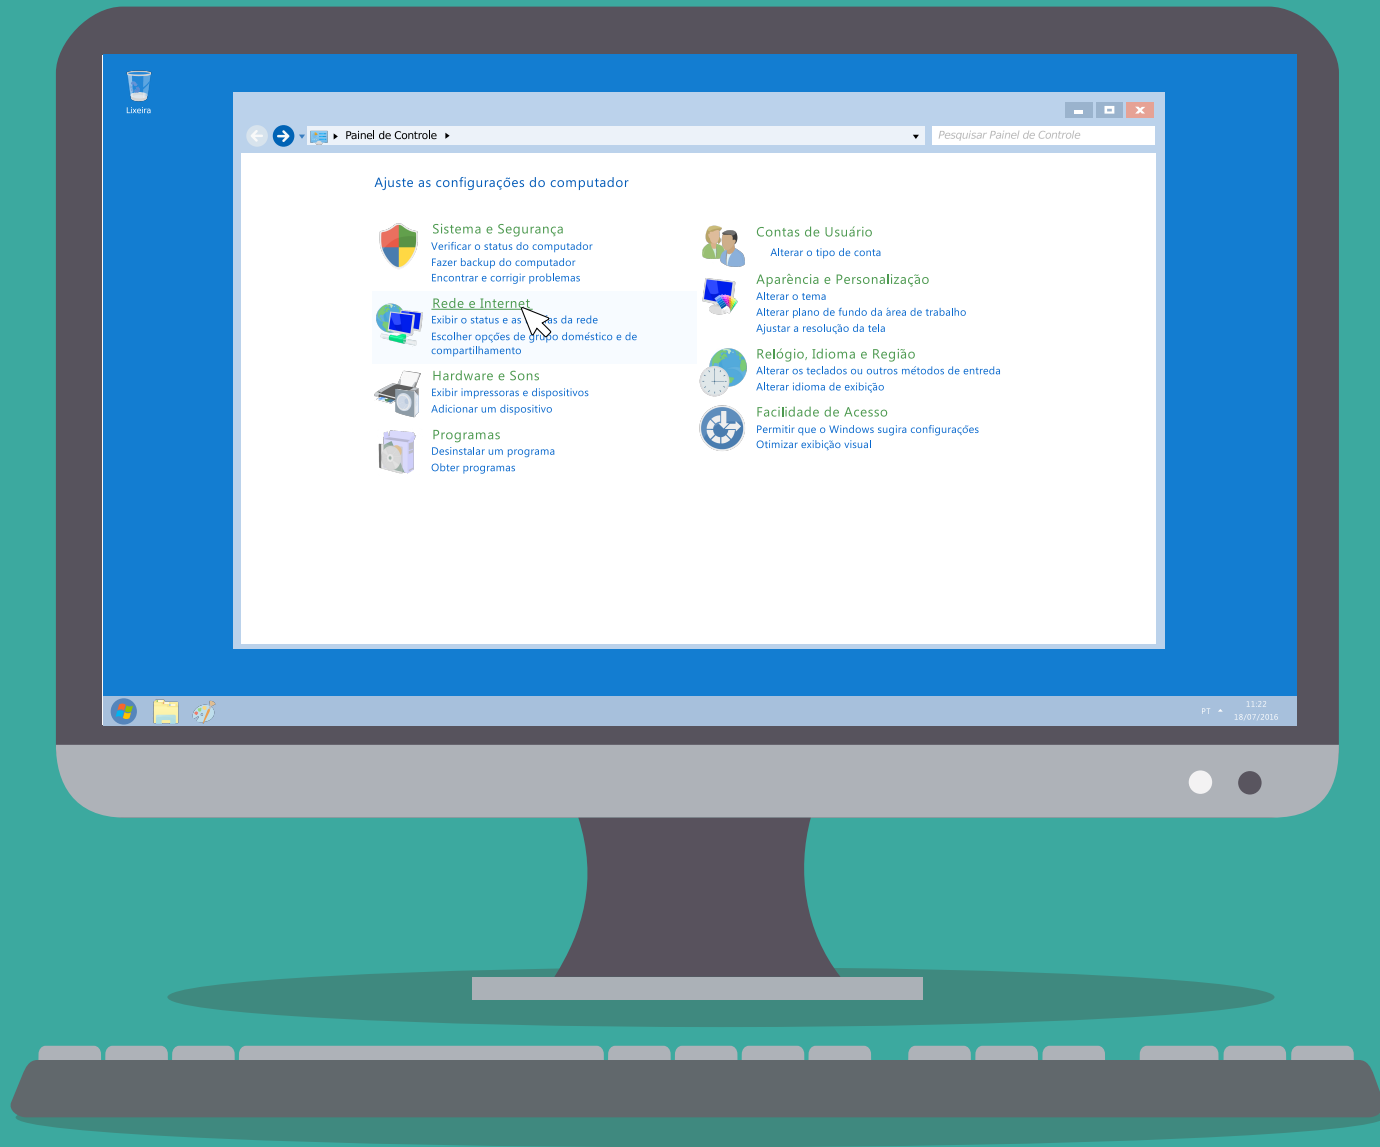 Lixeira
Painel de Controle
Pesquisar Painel de Controle
Ajuste as configurações do computador
Sistema e Segurança
Verificar o status do computador
Fazer backup do computador
Encontrar e corrigir problemas
Rede e Internet
Exibir o status e as da rede
Escolher opções de grupo doméstico e de
compartilhamento
Hardware e Sons
Exibir impressoras e dispositivos
Adicionar um dispositivo
Programas
Desinstalar um programa
Obter programas
Contas de Usuário
Alterar o tipo de conta
Aparência e Personalização
Alterar o tema
Alterar plano de fundo da área de trabalho
Ajustar a resolução da tela
Relógio, Idioma e Região
Alterar os teclados ou outros métodos de entreda
Alterar idioma de exibição
Facilidade de Acesso
Permitir que o Windows sugira configurações
Otimizar exibição visual
PT
11:22
18/07/2016